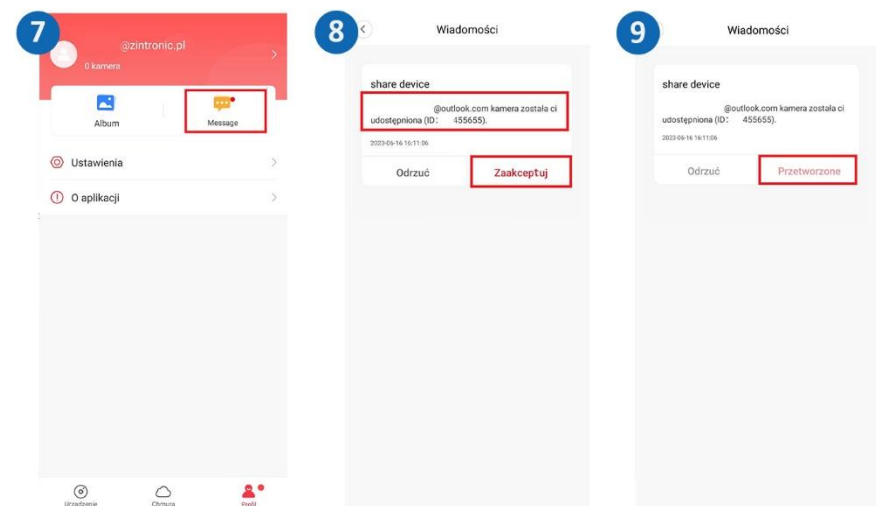 7
@zintronic.pl
0 kamera
Album
Message
Ustawienia
O aplikacji
Urządzenie
Chmura
Profil
8
Wiadomości
share device
@outlook.com kamera została ci
udostępniona (ID: 455655).
2023-06-16 16:11:06
Odrzuć
Zaakceptuj
9
Wiadomości
share device
@outlook.com kamera została ci
udostępniona (ID: 455655).
2023-06-16 16:11:06
Odrzuć
Przetworzone